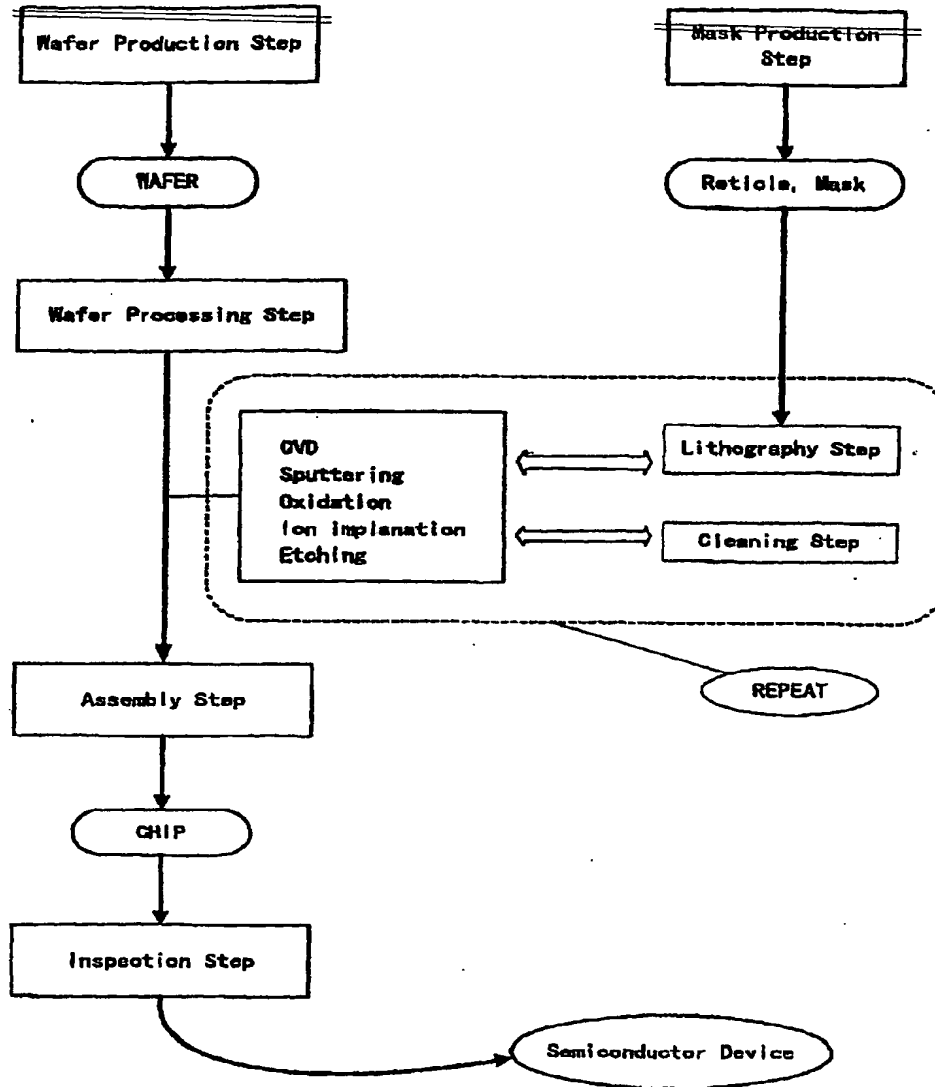 Wafer Production Step
Mask Production
Step
WAFER
Reticle, Mask
Wafer Processing Step
CVD
Sputtering
Oxidation
Ion implanation
Etching
Lithography Step
Cleaning Step
Assembly Step
REPEAT
CHIP
Inspection Step
Semiconductor Device